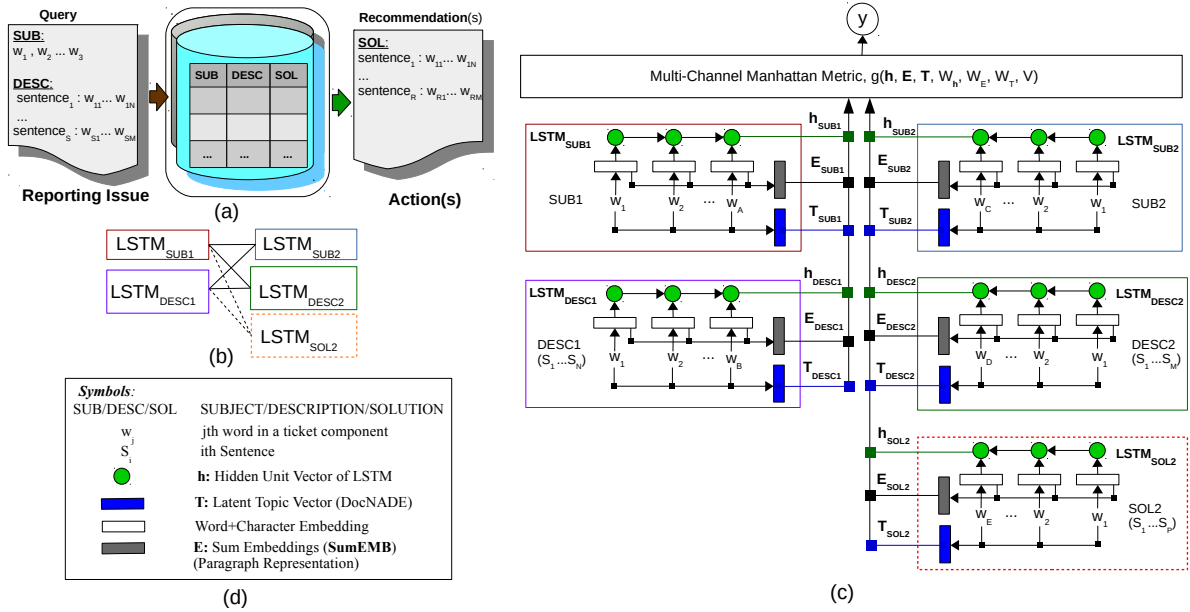 Query
SUB:
w1 , w2 ... w3
DESC:
sentence1 : w11... w1N
...
sentenceS : wS1... wSM
Reporting Issue
SUB DESC SOL
... ... ...
(a)
Recommendation(s)
SOL:
sentence1 : w11... w1N
...
sentenceR : wR1... wRM
Action(s)
LSTMSUB1
LSTMSUB2
LSTMDESC1
LSTMDESC2
LSTMSOL2
(b)
Symbols:
SUB/DESC/SOL SUBJECT/DESCRIPTION/SOLUTION
wj jth word in a ticket component
Si ith Sentence
h: Hidden Unit Vector of LSTM
T: Latent Topic Vector (DocNADE)
Word+Character Embedding
E: Sum Embeddings (SumEMB)
(Paragraph Representation)
(d)
y
Multi-Channel Manhattan Metric, g(h, E, T, Wh, WE, WT, V)
LSTMSUB1
hSUB1
ESUB1
SUB1
w1 w2 ... wA
TSUB1
hSUB2
LSTMSUB2
ESUB2
wC ... w2 w1
SUB2
TSUB2
LSTMDESC1
hDESC1
EDESC1
DESC1
(S1...SN)
w1 w2 ... wB
TDESC1
hDESC2
LSTMDESC2
EDESC2
DESC2
(S1...SM)
wD ... w2 w1
TDESC2
hSOL2
LSTMSOL2
ESOL2
SOL2
(S1...SP)
wE ... w2 w1
TSOL2
(c)